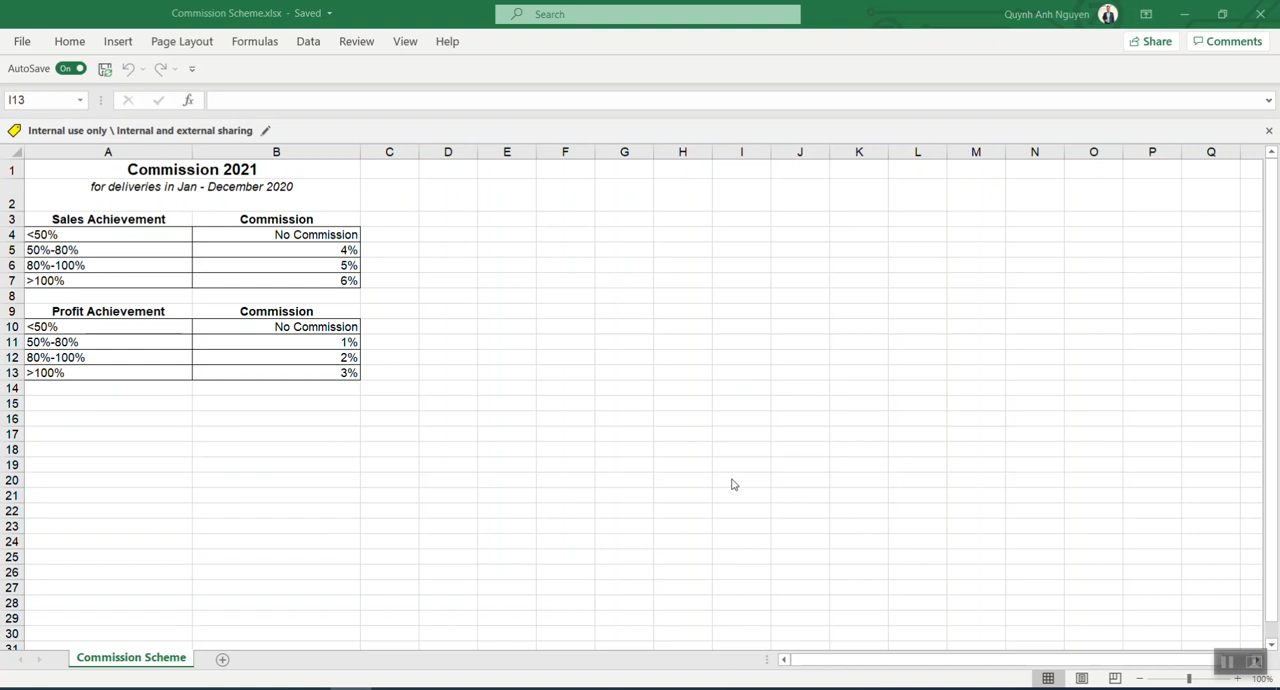 Commission Scheme.xlsx - Saved
Search
Quynh Anh Nguyen
File Home Insert Page Layout Formulas Data Review View Help
Share Comments
AutoSave On
I13
fx
Internal use only \ Internal and external sharing
A B C D E F G H I J K L M N O P Q
1 Commission 2021
2 for deliveries in Jan - December 2020
3 Sales Achievement Commission
4 <50% No Commission
5 50%-80% 4%
6 80%-100% 5%
7 >100% 6%
8
9 Profit Achievement Commission
10 <50% No Commission
11 50%-80% 1%
12 80%-100% 2%
13 >100% 3%
14
15
16
17
18
19
20
21
22
23
24
25
26
27
28
29
30
31
Commission Scheme
100%